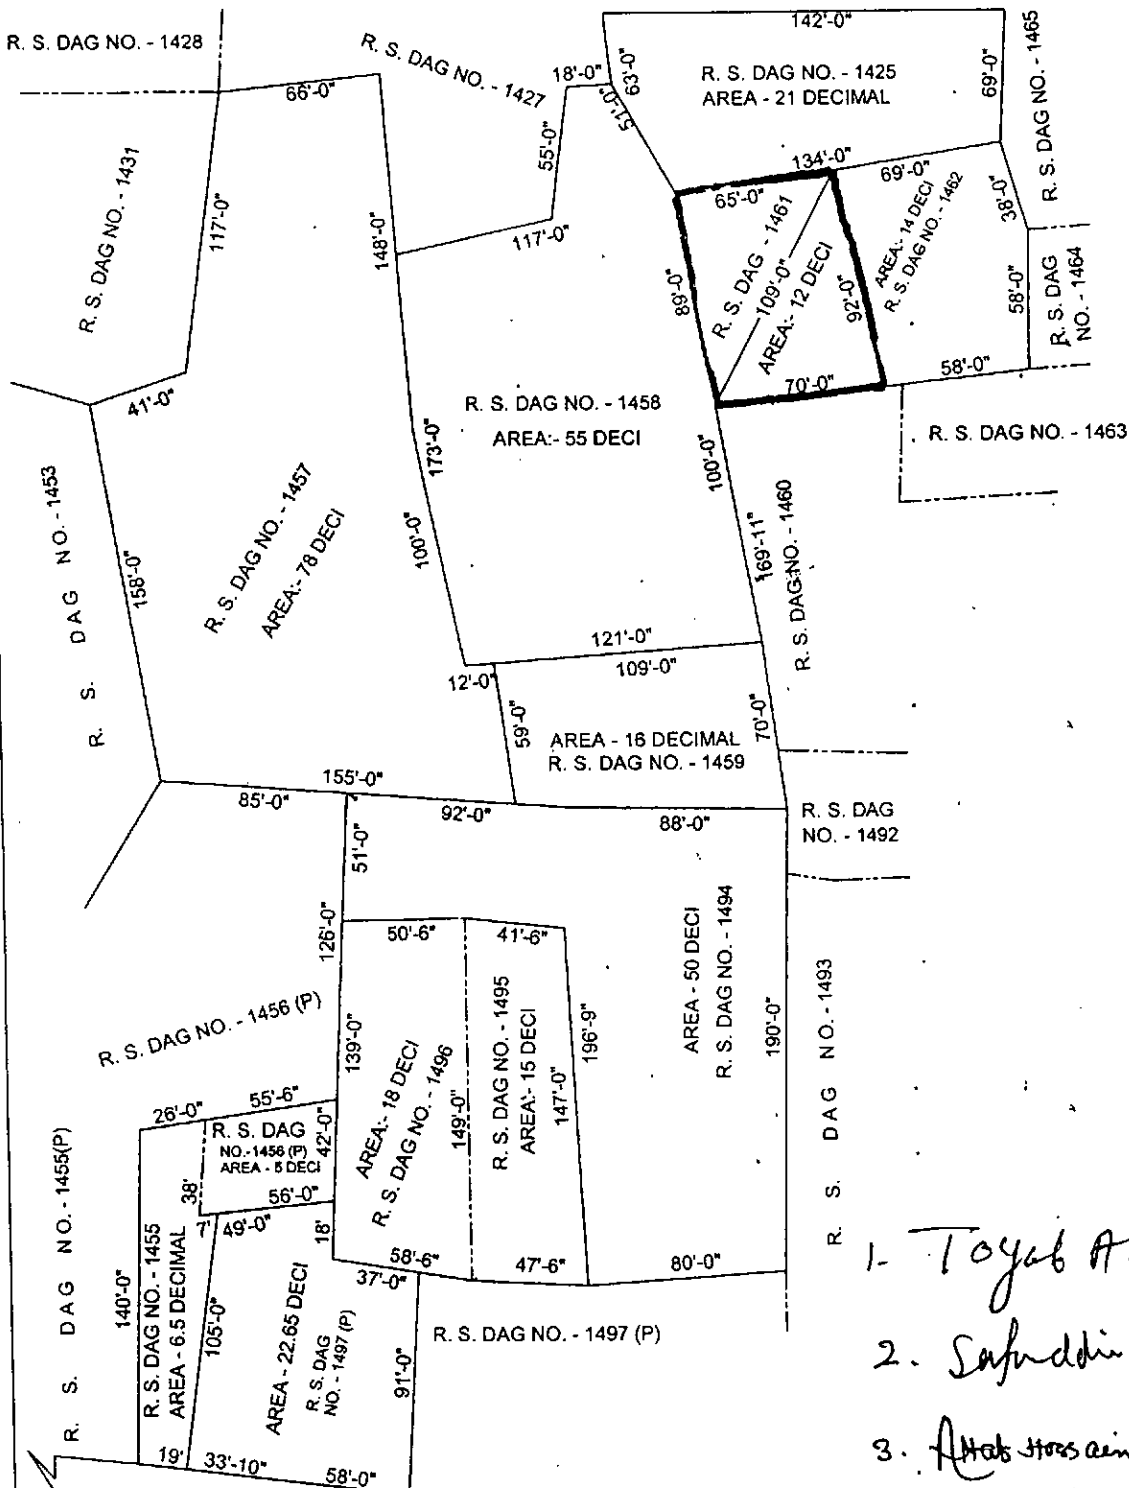 R. S. DAG NO. - 1428
R. S. DAG NO. - 1427
66'-0"
18'-0"
63'-0"
51'-0"
142'-0"
R. S. DAG NO. - 1425
AREA - 21 DECIMAL
69'-0"
R. S. DAG NO. - 1465
R. S. DAG NO. - 1431
117'-0"
148'-0"
55'-0"
117'-0"
134'-0"
65'-0"
69'-0"
38'-0"
89'-0"
R. S. DAG - 1461
109'-0"
AREA:- 12 DECI
92'-0"
AREA:- 14 DECI
R. S. DAG NO. - 1462
58'-0"
R. S. DAG
NO. - 1464
70'-0"
58'-0"
41'-0"
R. S. DAG NO. - 1458
AREA:- 55 DECI
R. S. DAG NO. - 1463
R. S. DAG NO. - 1453
158'-0"
R. S. DAG NO. - 1457
AREA:- 78 DECI
173'-0"
100'-0"
100'-0"
169'-11"
R. S. DAG NO. - 1460
121'-0"
109'-0"
12'-0"
59'-0"
70'-0"
AREA - 16 DECIMAL
R. S. DAG NO. - 1459
155'-0"
85'-0"
92'-0"
88'-0"
R. S. DAG
NO. - 1492
51'-0"
126'-0"
50'-6"
41'-6"
AREA - 50 DECI
R. S. DAG NO. - 1494
190'-0"
R. S. DAG NO. - 1493
R. S. DAG NO. - 1456 (P)
139'-0"
AREA:- 18 DECI
R. S. DAG NO. - 1496
149'-0"
R. S. DAG NO. - 1495
AREA:- 15 DECI
147'-0"
196'-9"
26'-0"
55'-6"
R. S. DAG
NO.-1456 (P)
AREA - 5 DECI
42'-0"
38'
56'-0"
7'
49'-0"
18'
58'-6"
37'-0"
47'-6"
80'-0"
R. S. DAG NO. - 1455(P)
140'-0"
R. S. DAG NO. - 1455
AREA - 6.5 DECIMAL
105'-0"
AREA - 22.65 DECI
R. S. DAG
NO. - 1497 (P)
91'-0"
R. S. DAG NO. - 1497 (P)
19'
33'-10"
58'-0"
1- Toyab A
2. Safuddin
3. Hossain